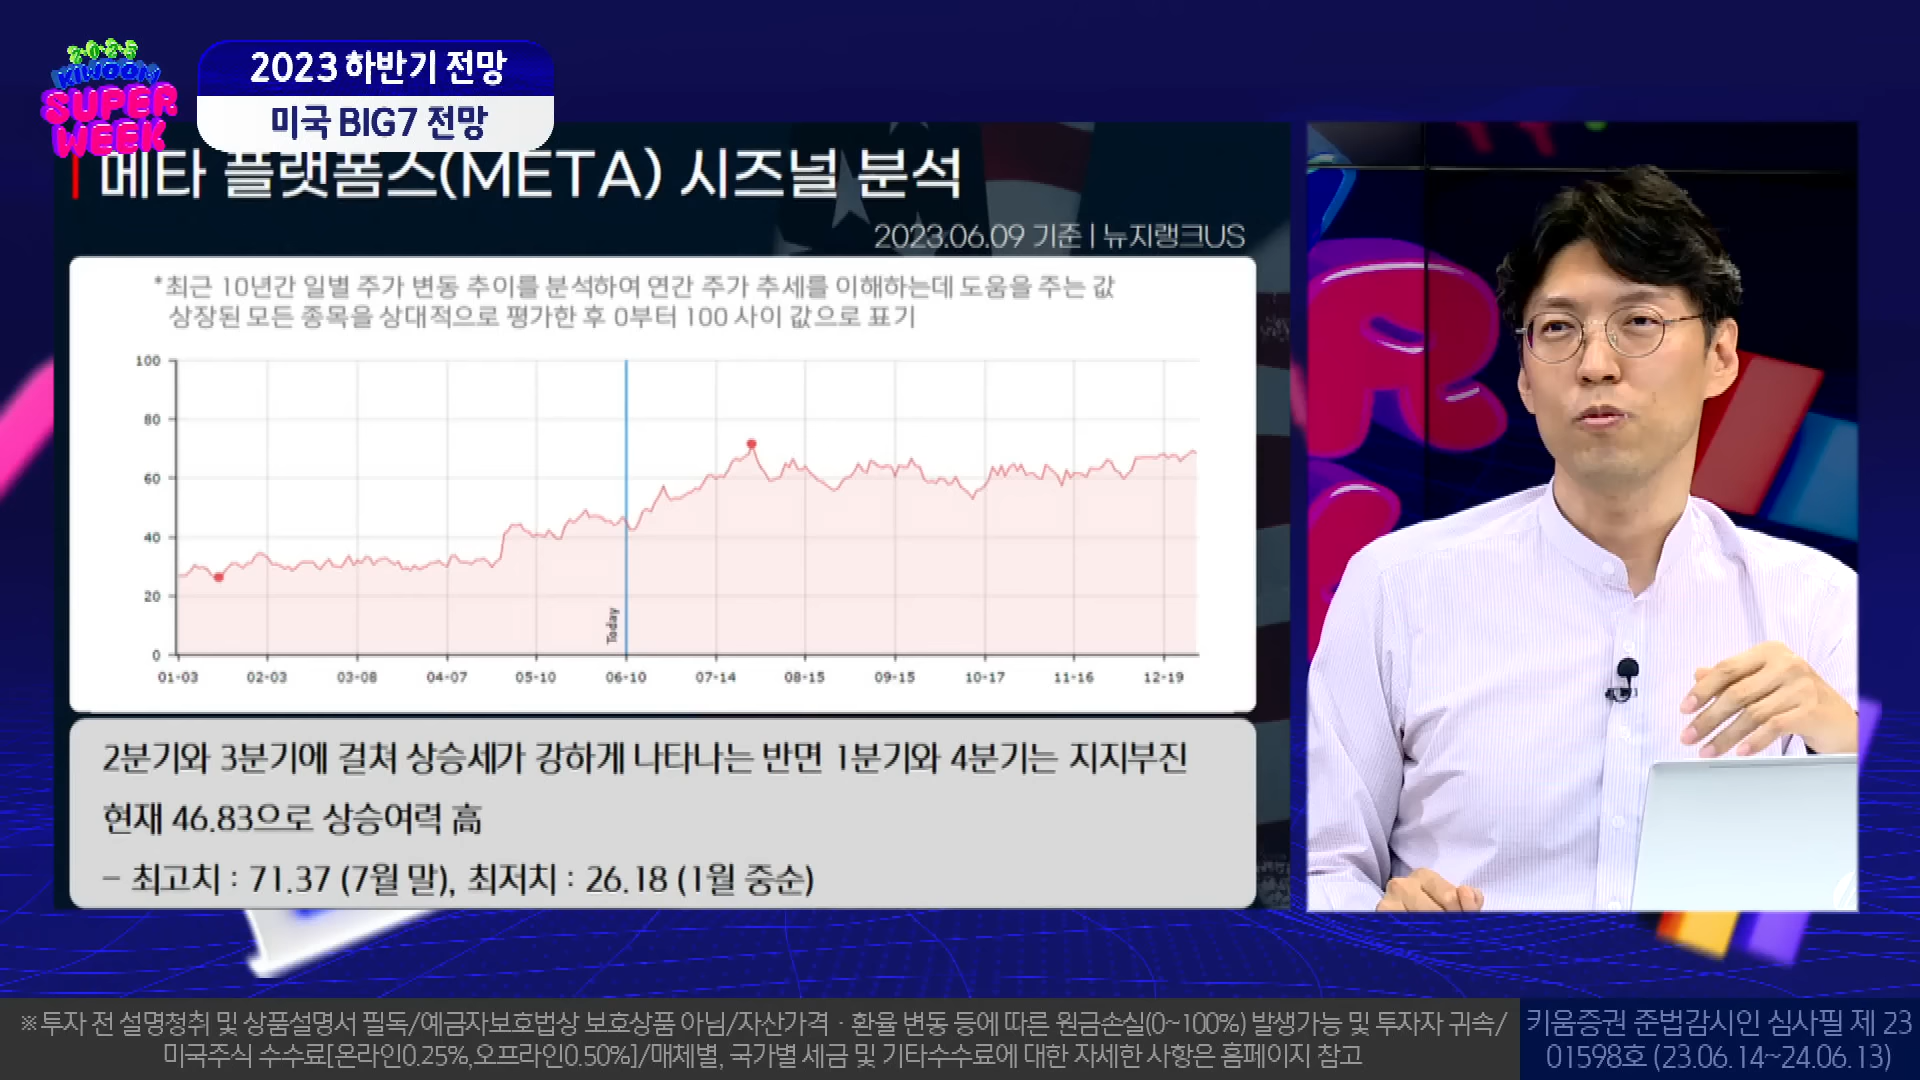 2023
KIWOOM
SUPER
WEEK
2023 하반기 전망
미국 BIG7 전망
메타 플랫폼스(META) 시즈널 분석
2023.06.09 기준 | 뉴지랭크US
*최근 10년간 일별 주가 변동 추이를 분석하여 연간 주가 추세를 이해하는데 도움을 주는 값
상장된 모든 종목을 상대적으로 평가한 후 0부터 100 사이 값으로 표기
100
80
60
40
20
0
Today
01-03 02-03 03-08 04-07 05-10 06-10 07-14 08-15 09-15 10-17 11-16 12-19
2분기와 3분기에 걸쳐 상승세가 강하게 나타나는 반면 1분기와 4분기는 지지부진
현재 46.83으로 상승여력 高
- 최고치 : 71.37 (7월 말), 최저치 : 26.18 (1월 중순)
R
※투자 전 설명청취 및 상품설명서 필독/예금자보호법상 보호상품 아님/자산가격 · 환율 변동 등에 따른 원금손실(0~100%) 발생가능 및 투자자 귀속/
미국주식 수수료[온라인0.25%,오프라인0.50%]/매체별, 국가별 세금 및 기타수수료에 대한 자세한 사항은 홈페이지 참고
키움증권 준법감시인 심사필 제 23
01598호 (23.06.14~24.06.13)